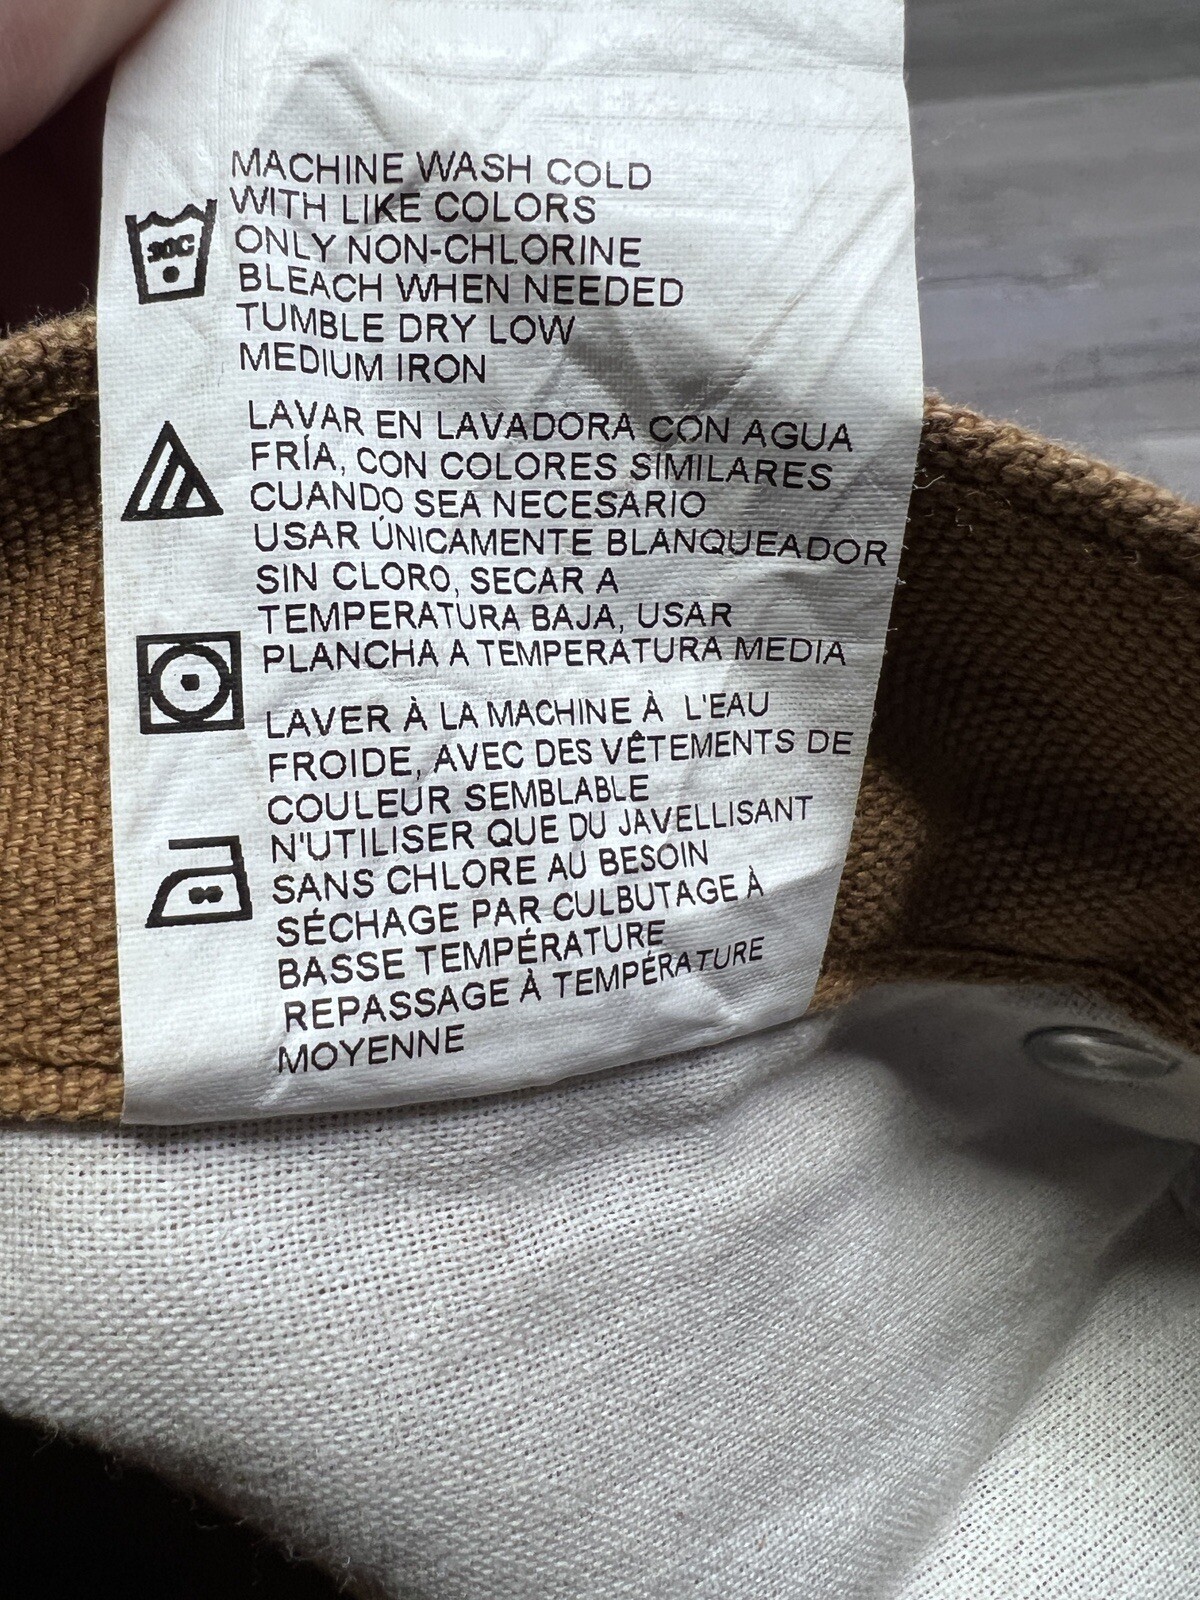 MACHINE WASH COLD
WITH LIKE COLORS
ONLY NON-CHLORINE
BLEACH WHEN NEEDED
TUMBLE DRY LOW
MEDIUM IRON
30C
LAVAR EN LAVADORA CON AGUA
FRÍA, CON COLORES SIMILARES
CUANDO SEA NECESARIO
USAR ÚNICAMENTE BLANQUEADOR
SIN CLORO, SECAR A
TEMPERATURA BAJA, USAR
PLANCHA A TEMPERATURA MEDIA
LAVER À LA MACHINE À L'EAU
FROIDE, AVEC DES VÊTEMENTS DE
COULEUR SEMBLABLE
N'UTILISER QUE DU JAVELLISANT
SANS CHLORE AU BESOIN
SÉCHAGE PAR CULBUTAGE À
BASSE TEMPÉRATURE
REPASSAGE À TEMPÉRATURE
MOYENNE